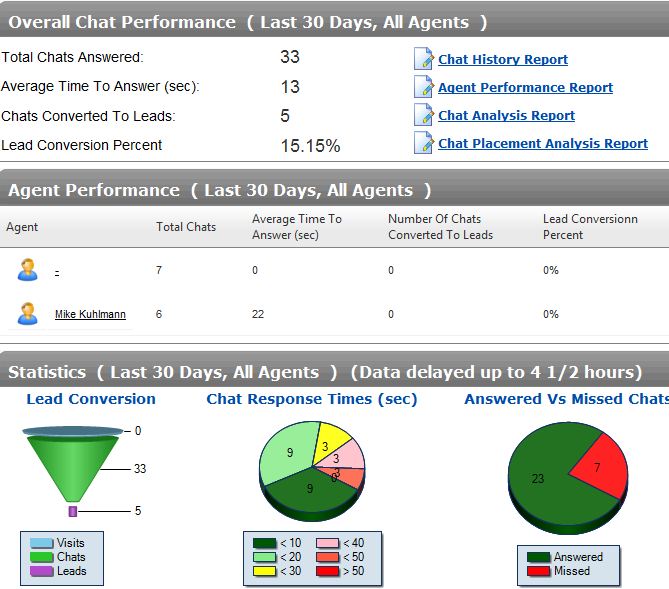 Overall Chat Performance ( Last 30 Days, All Agents )
Total Chats Answered: 33 Chat History Report
Average Time To Answer (sec): 13 Agent Performance Report
Chats Converted To Leads: 5 Chat Analysis Report
Lead Conversion Percent 15.15% Chat Placement Analysis Report
Agent Performance ( Last 30 Days, All Agents )
Agent Total Chats Average Time To Answer (sec) Number Of Chats Converted To Leads Lead Conversionn Percent
- 7 0 0 0%
Mike Kuhlmann 6 22 0 0%
Statistics ( Last 30 Days, All Agents ) (Data delayed up to 4 1/2 hours)
Lead Conversion
0
33
5
Visits
Chats
Leads
Chat Response Times (sec)
9
3
3
3
0
9
< 10 < 40
< 20 < 50
< 30 > 50
Answered Vs Missed Chats
23
7
Answered
Missed